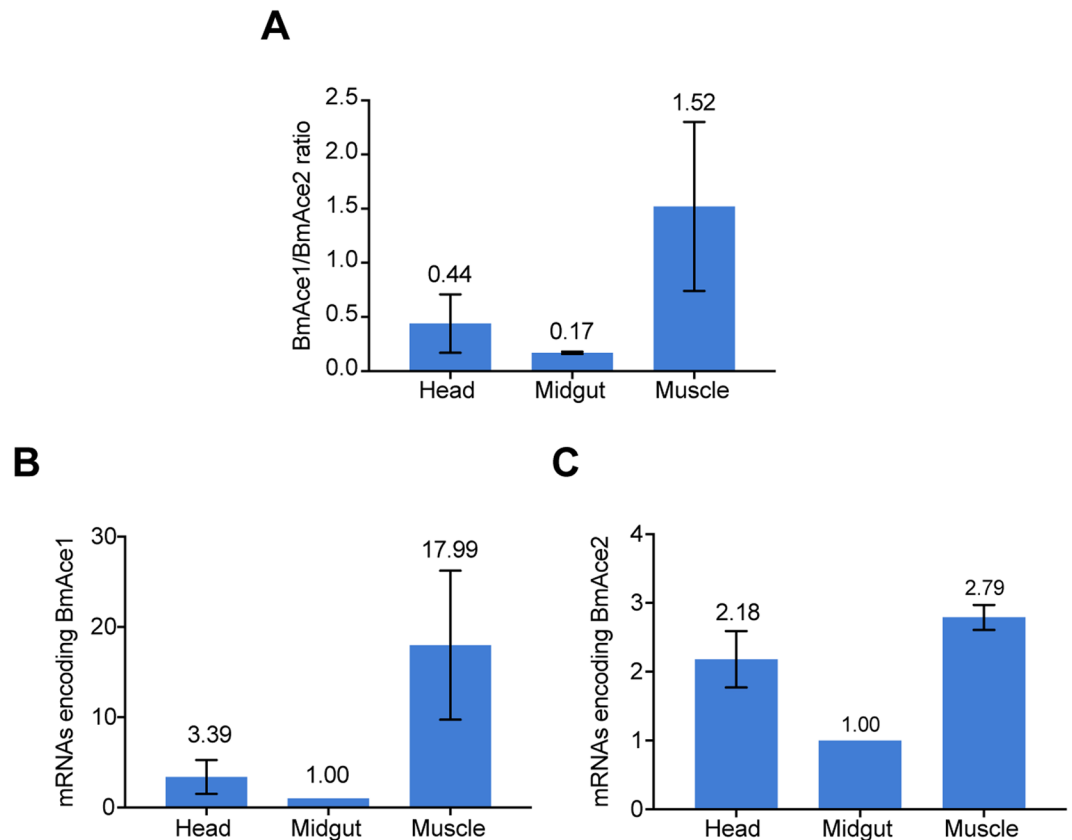 A
BmAce1/BmAce2 ratio
2.5
2.0
1.5
1.0
0.5
0.0
0.44
0.17
1.52
Head Midgut Muscle
B
mRNAs encoding BmAce1
30
20
10
0
3.39
1.00
17.99
Head Midgut Muscle
C
mRNAs encoding BmAce2
4
3
2
1
0
2.18
1.00
2.79
Head Midgut Muscle